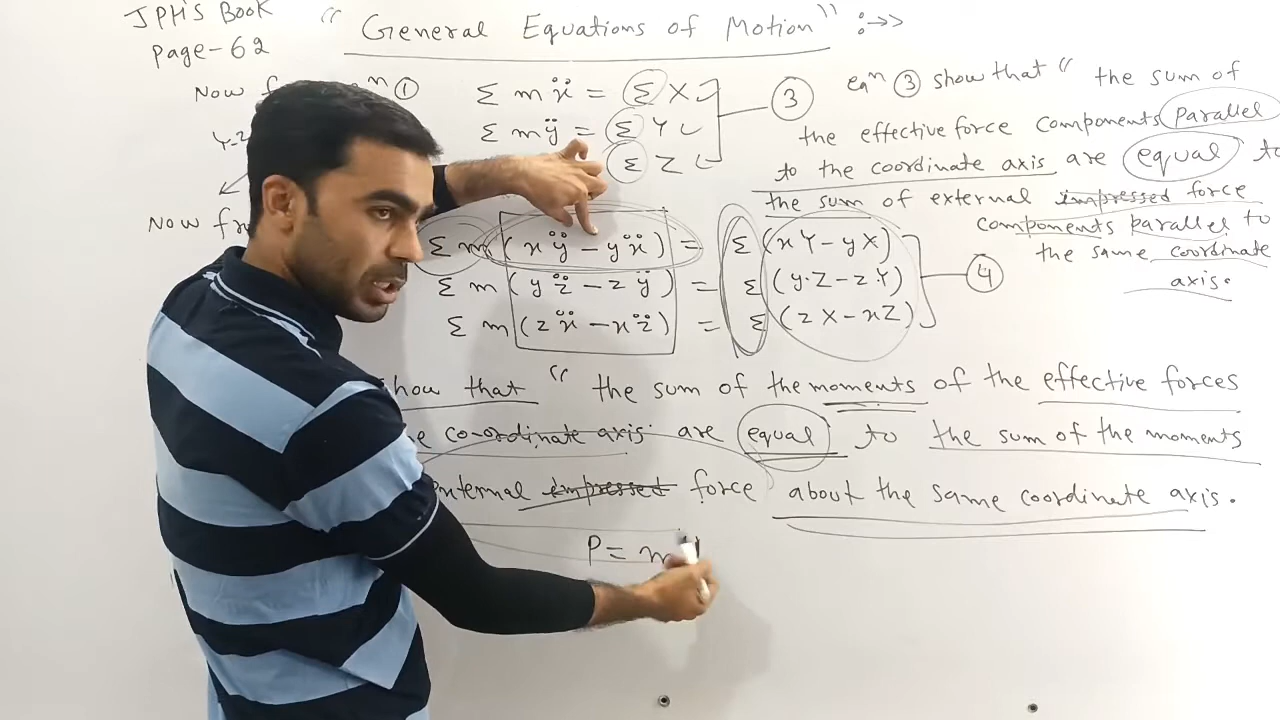 JPH'S BOOK
Page-62
"General Equations of Motion" :->>
Now f
n ①
Y-Z
Now fr
Σ m ẍ = Σ X
Σ m ÿ = Σ Y
Σ Z
③
Σ m (x ÿ - y ẍ) = Σ (x Y - y X)
Σ m (y z̈ - z ÿ) = Σ (y·Z - z·Y)
Σ m (z ẍ - x z̈) = Σ (z X - x Z)
④
eqⁿ ③ show that " the sum of
the effective force components parallel
to the coordinate axis are equal to
the sum of external impressed force
components parallel to
the same coordinate
axis.
show that " the sum of the moments of the effective forces
e co-ordinate axis are equal to the sum of the moments
external impressed force about the same coordinate axis.
P = m